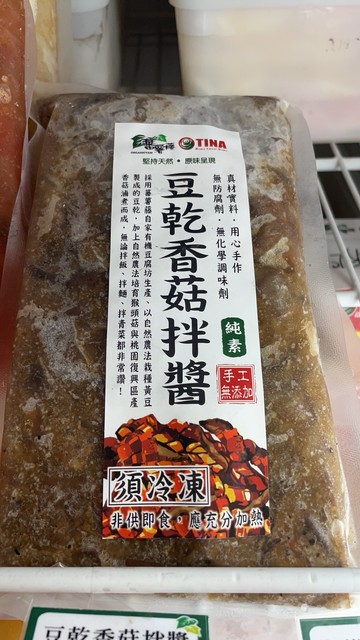 TINA
堅持天然•原味呈現
真材實料，用心手作
無防腐劑，無化學調味劑
豆乾香菇拌醬
純素
手工
無添加
採用蕃薯藤自家有機豆腐坊生產、以自然農法栽種黃豆
製成的豆乾，加上自然農法培育猴頭菇與桃園復興區產
香菇滷煮而成，無論拌飯、拌麵、拌青菜都非常讚！
須冷凍
非供即食，應充分加熱
豆乾香菇拌醬